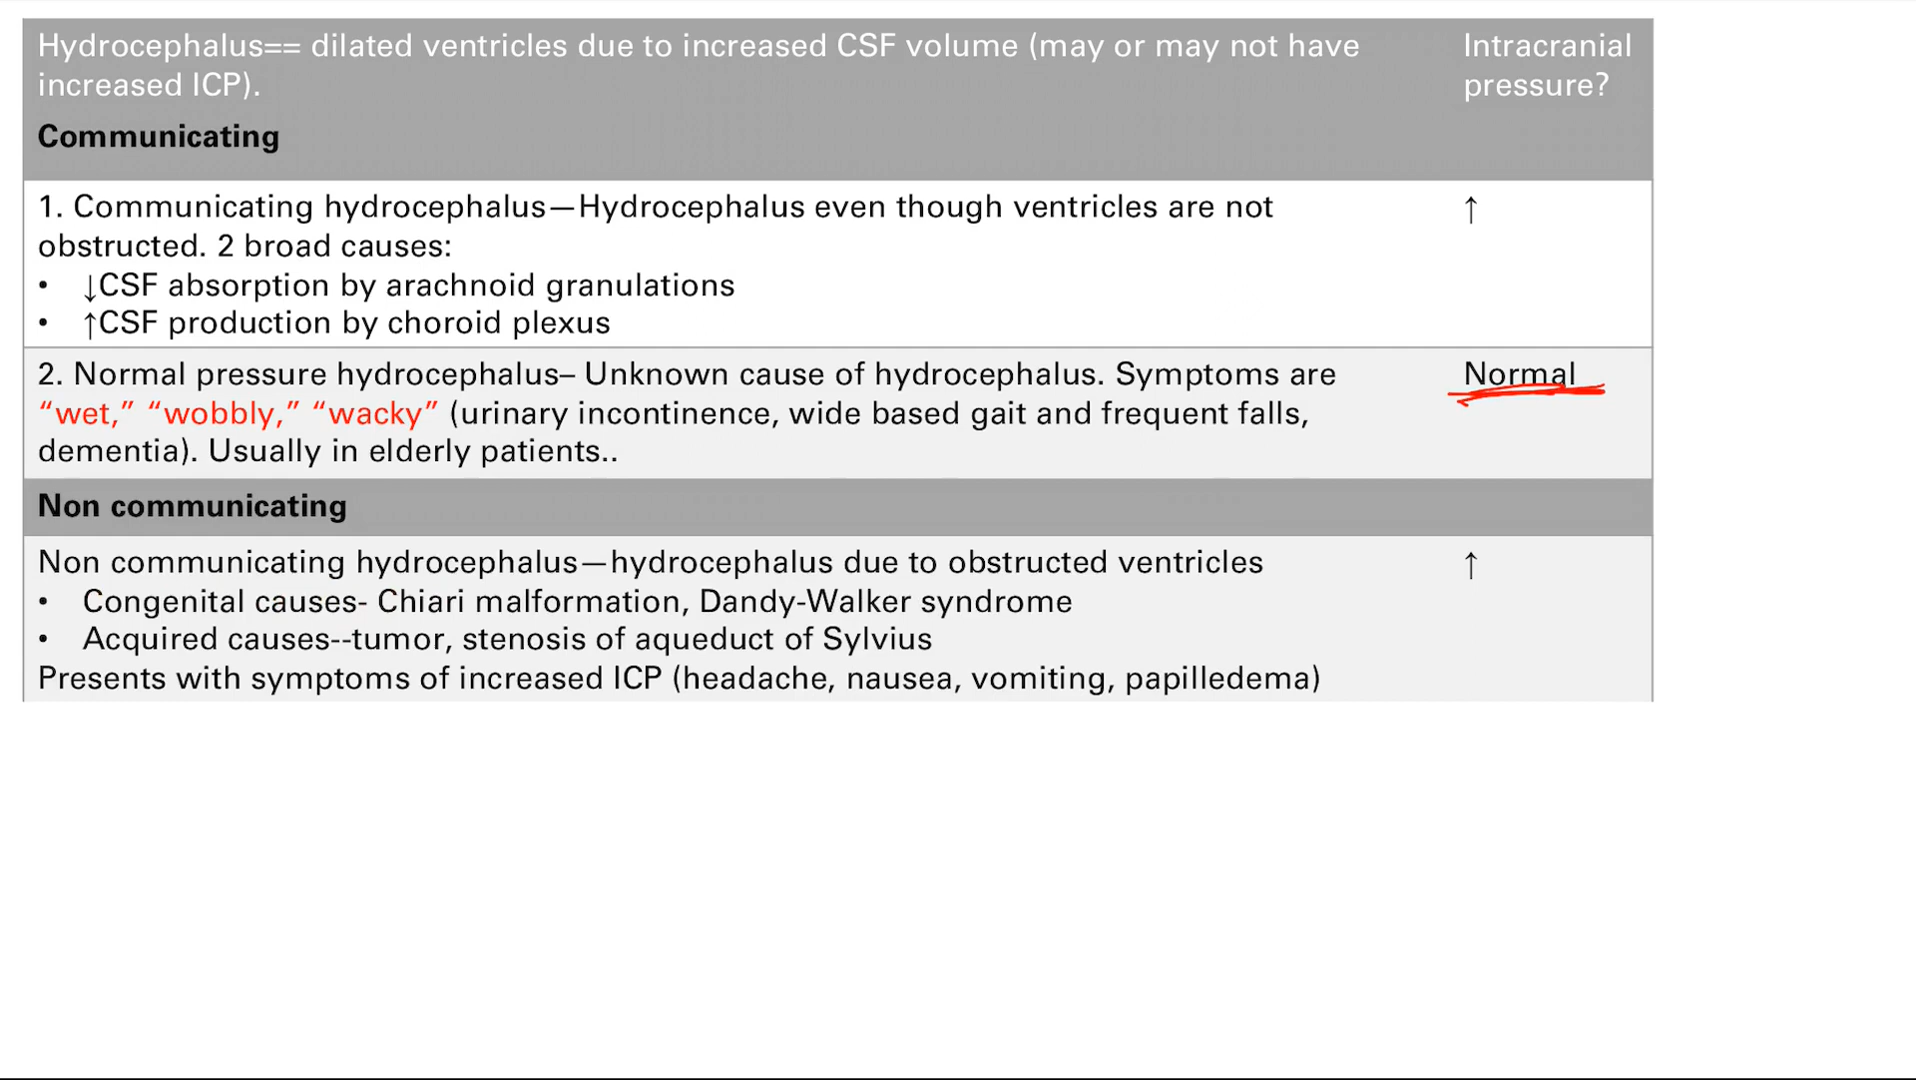 Hydrocephalus== dilated ventricles due to increased CSF volume (may or may not have
increased ICP).
Intracranial
pressure?
Communicating
1. Communicating hydrocephalus—Hydrocephalus even though ventricles are not
obstructed. 2 broad causes:
• ↓CSF absorption by arachnoid granulations
• ↑CSF production by choroid plexus
↑
2. Normal pressure hydrocephalus– Unknown cause of hydrocephalus. Symptoms are
“wet,” “wobbly,” “wacky” (urinary incontinence, wide based gait and frequent falls,
dementia). Usually in elderly patients..
Normal
Non communicating
Non communicating hydrocephalus—hydrocephalus due to obstructed ventricles
• Congenital causes- Chiari malformation, Dandy-Walker syndrome
• Acquired causes--tumor, stenosis of aqueduct of Sylvius
Presents with symptoms of increased ICP (headache, nausea, vomiting, papilledema)
↑